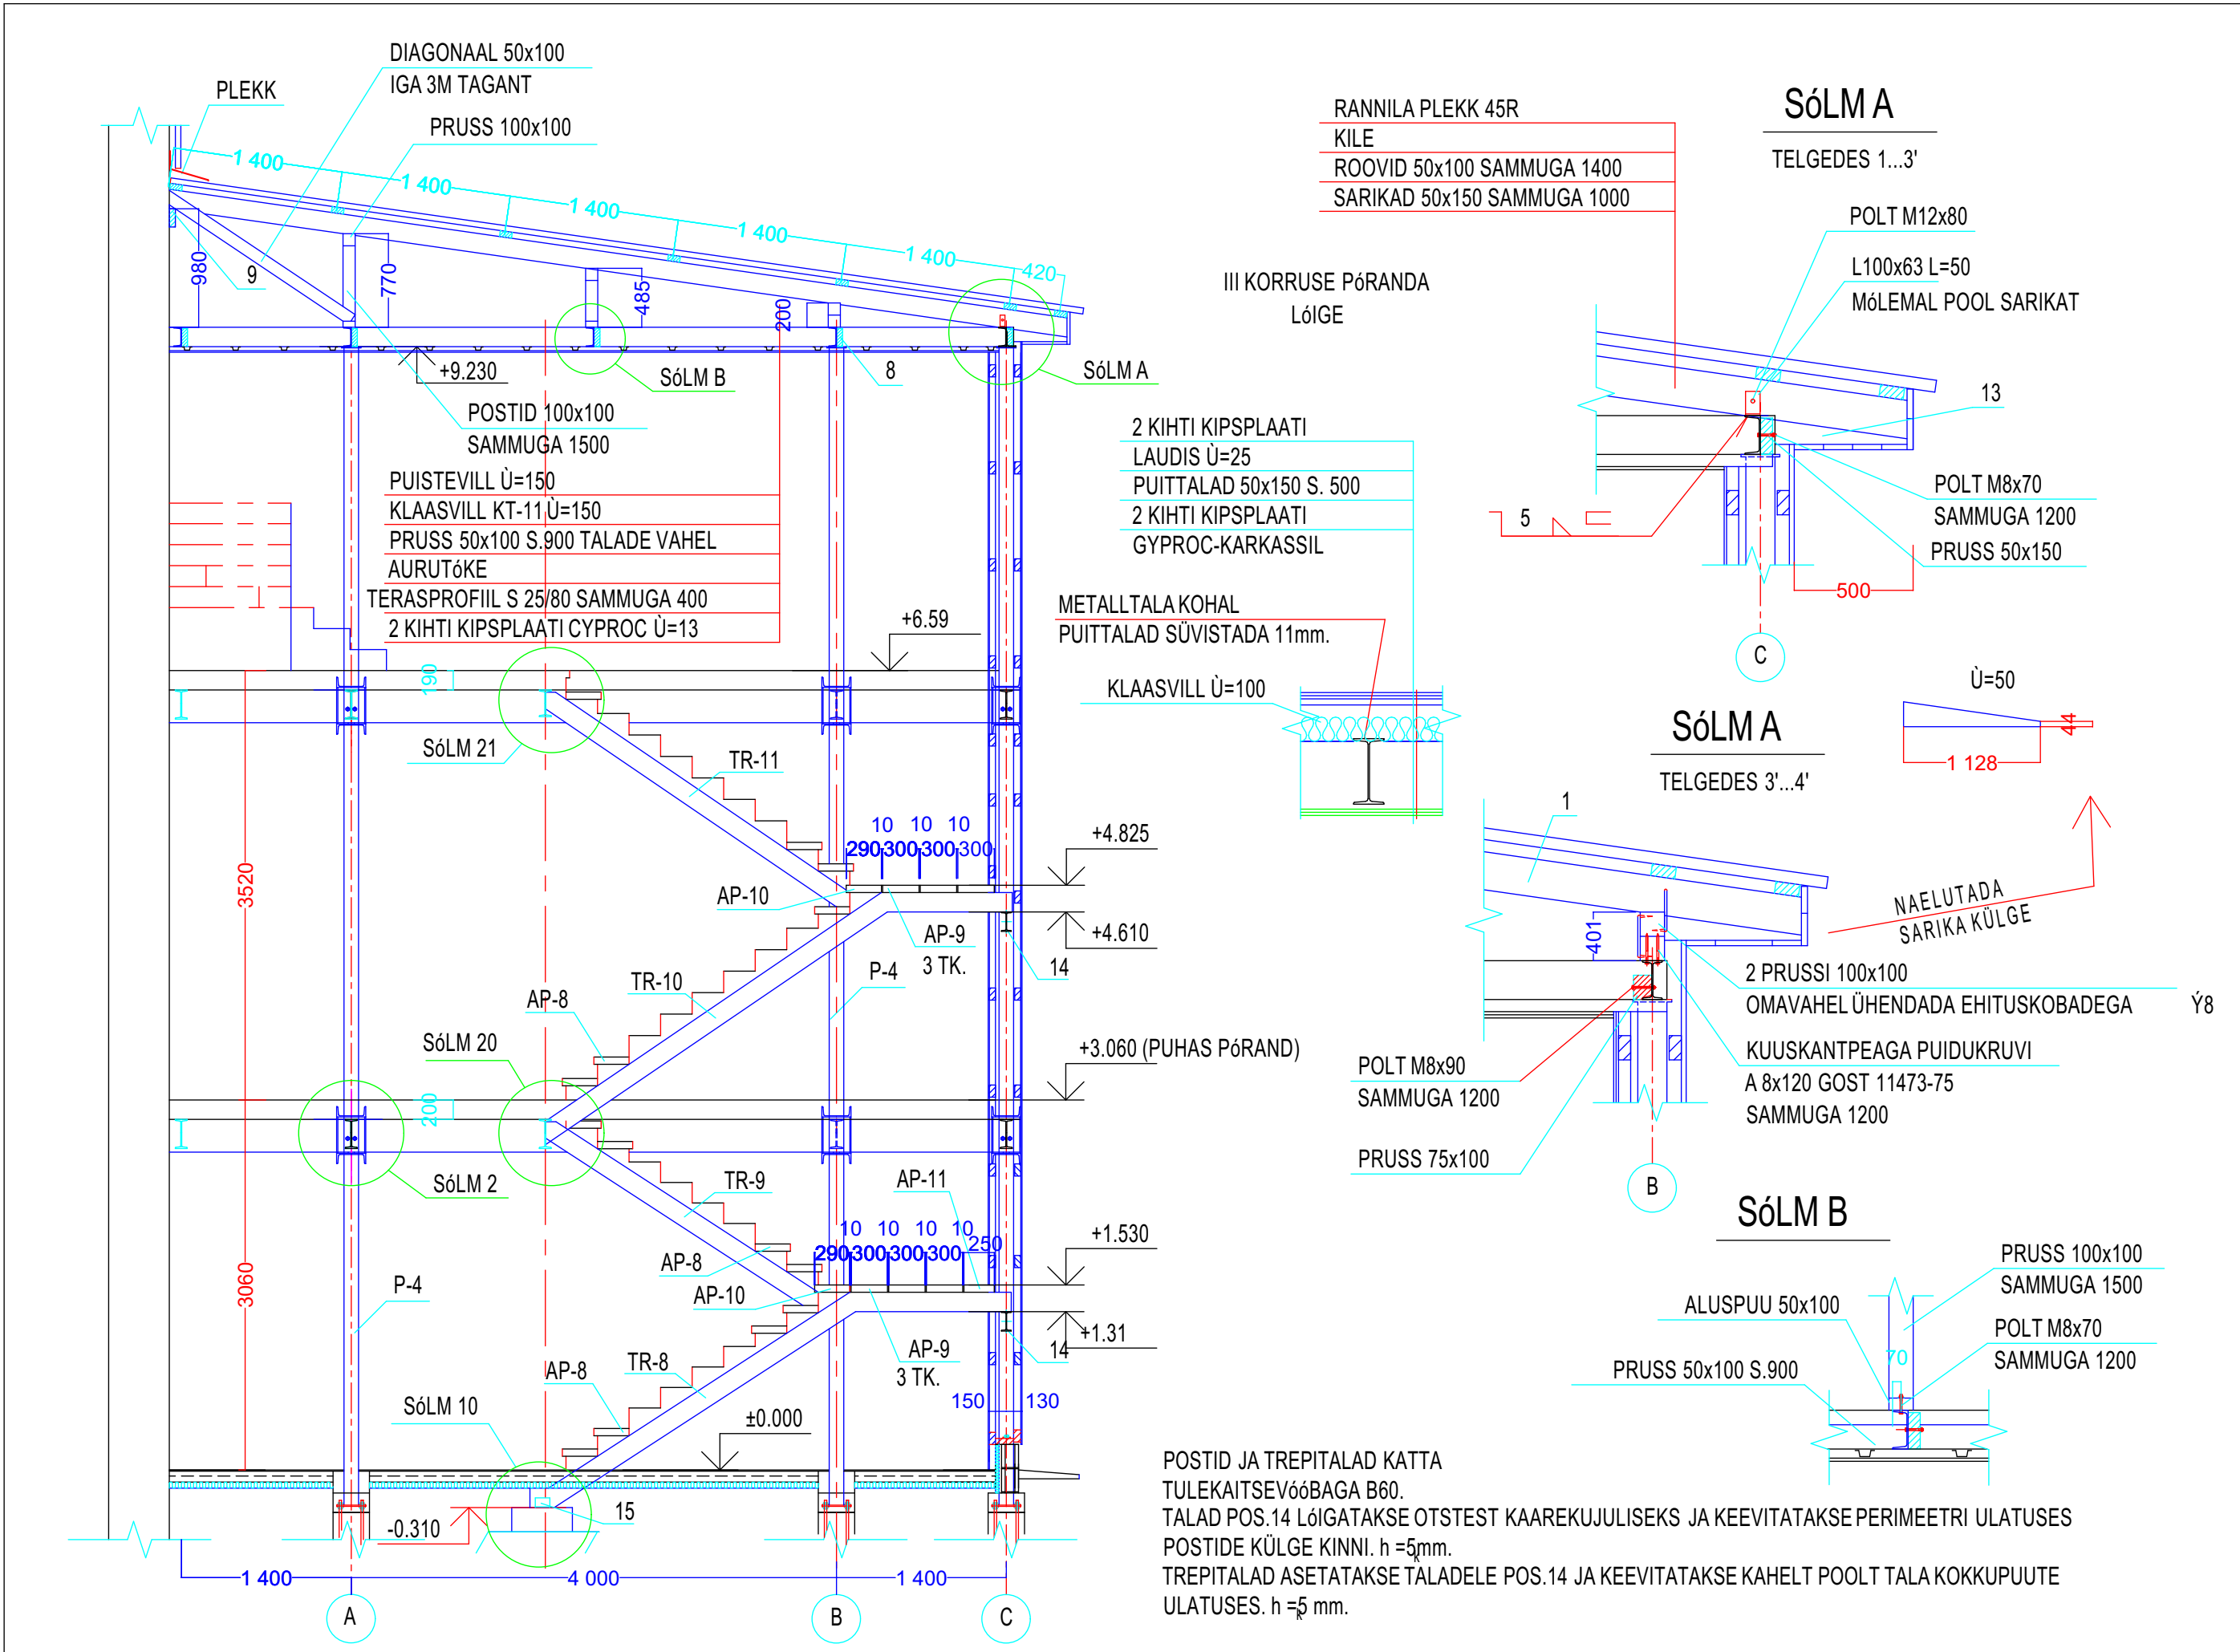 DIAGONAAL 50x100
IGA 3M TAGANT
PLEKK
PRUSS 100x100
1 400
1 400
1 400
1 400
1 400
420
980
9
770
485
200
+9.230
SóLM B
8
SóLM A
POSTID 100x100
SAMMUGA 1500
PUISTEVILL Ù=150
KLAASVILL KT-11 Ù=150
PRUSS 50x100 S.900 TALADE VAHEL
AURUTóKE
TERASPROFIIL S 25/80 SAMMUGA 400
2 KIHTI KIPSPLAATI CYPROC Ù=13
+6.59
190
SóLM 21
TR-11
10 10 10
290 300 300 300
+4.825
3520
AP-10
AP-9
3 TK.
+4.610
14
TR-10
P-4
AP-8
SóLM 20
+3.060 (PUHAS PóRAND)
200
SóLM 2
TR-9
AP-11
10 10 10 10
290 300 300 300 250
+1.530
AP-8
AP-10
3060
P-4
+1.31
14
AP-9
3 TK.
TR-8
AP-8
150
130
SóLM 10
±0.000
15
-0.310
1 400
4 000
1 400
A
B
C
RANNILA PLEKK 45R
KILE
ROOVID 50x100 SAMMUGA 1400
SARIKAD 50x150 SAMMUGA 1000
III KORRUSE PóRANDA
LóIGE
2 KIHTI KIPSPLAATI
LAUDIS Ù=25
PUITTALAD 50x150 S. 500
2 KIHTI KIPSPLAATI
GYPROC-KARKASSIL
METALLTALA KOHAL
PUITTALAD SÜVISTADA 11mm.
KLAASVILL Ù=100
SóLM A
TELGEDES 1...3'
POLT M12x80
L100x63 L=50
MóLEMAL POOL SARIKAT
13
POLT M8x70
SAMMUGA 1200
PRUSS 50x150
5
500
C
Ù=50
44
1 128
SóLM A
TELGEDES 3'...4'
1
NAELUTADA
SARIKA KÜLGE
401
2 PRUSSI 100x100
OMAVAHEL ÜHENDADA EHITUSKOBADEGA Ý8
KUUSKANTPEAGA PUIDUKRUVI
A 8x120 GOST 11473-75
SAMMUGA 1200
POLT M8x90
SAMMUGA 1200
PRUSS 75x100
B
SóLM B
PRUSS 100x100
SAMMUGA 1500
ALUSPUU 50x100
POLT M8x70
SAMMUGA 1200
70
PRUSS 50x100 S.900
POSTID JA TREPITALAD KATTA
TULEKAITSEVóóBAGA B60.
TALAD POS.14 LóIGATAKSE OTSTEST KAAREKUJULISEKS JA KEEVITATAKSE PERIMEETRI ULATUSES
POSTIDE KÜLGE KINNI. h =5mm.
k
TREPITALAD ASETATAKSE TALADELE POS.14 JA KEEVITATAKSE KAHELT POOLT TALA KOKKUPUUTE
ULATUSES. h =5 mm.
k